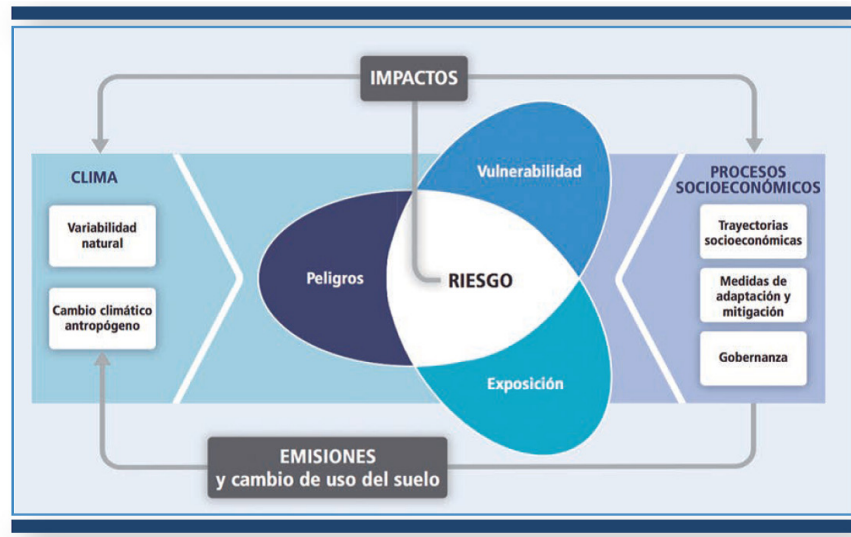 IMPACTOS
CLIMA
Variabilidad
natural
Cambio climático
antropógeno
Vulnerabilidad
Peligros
RIESGO
Exposición
PROCESOS
SOCIOECONÓMICOS
Trayectorias
socioeconómicas
Medidas de
adaptación y
mitigación
Gobernanza
EMISIONES
y cambio de uso del suelo